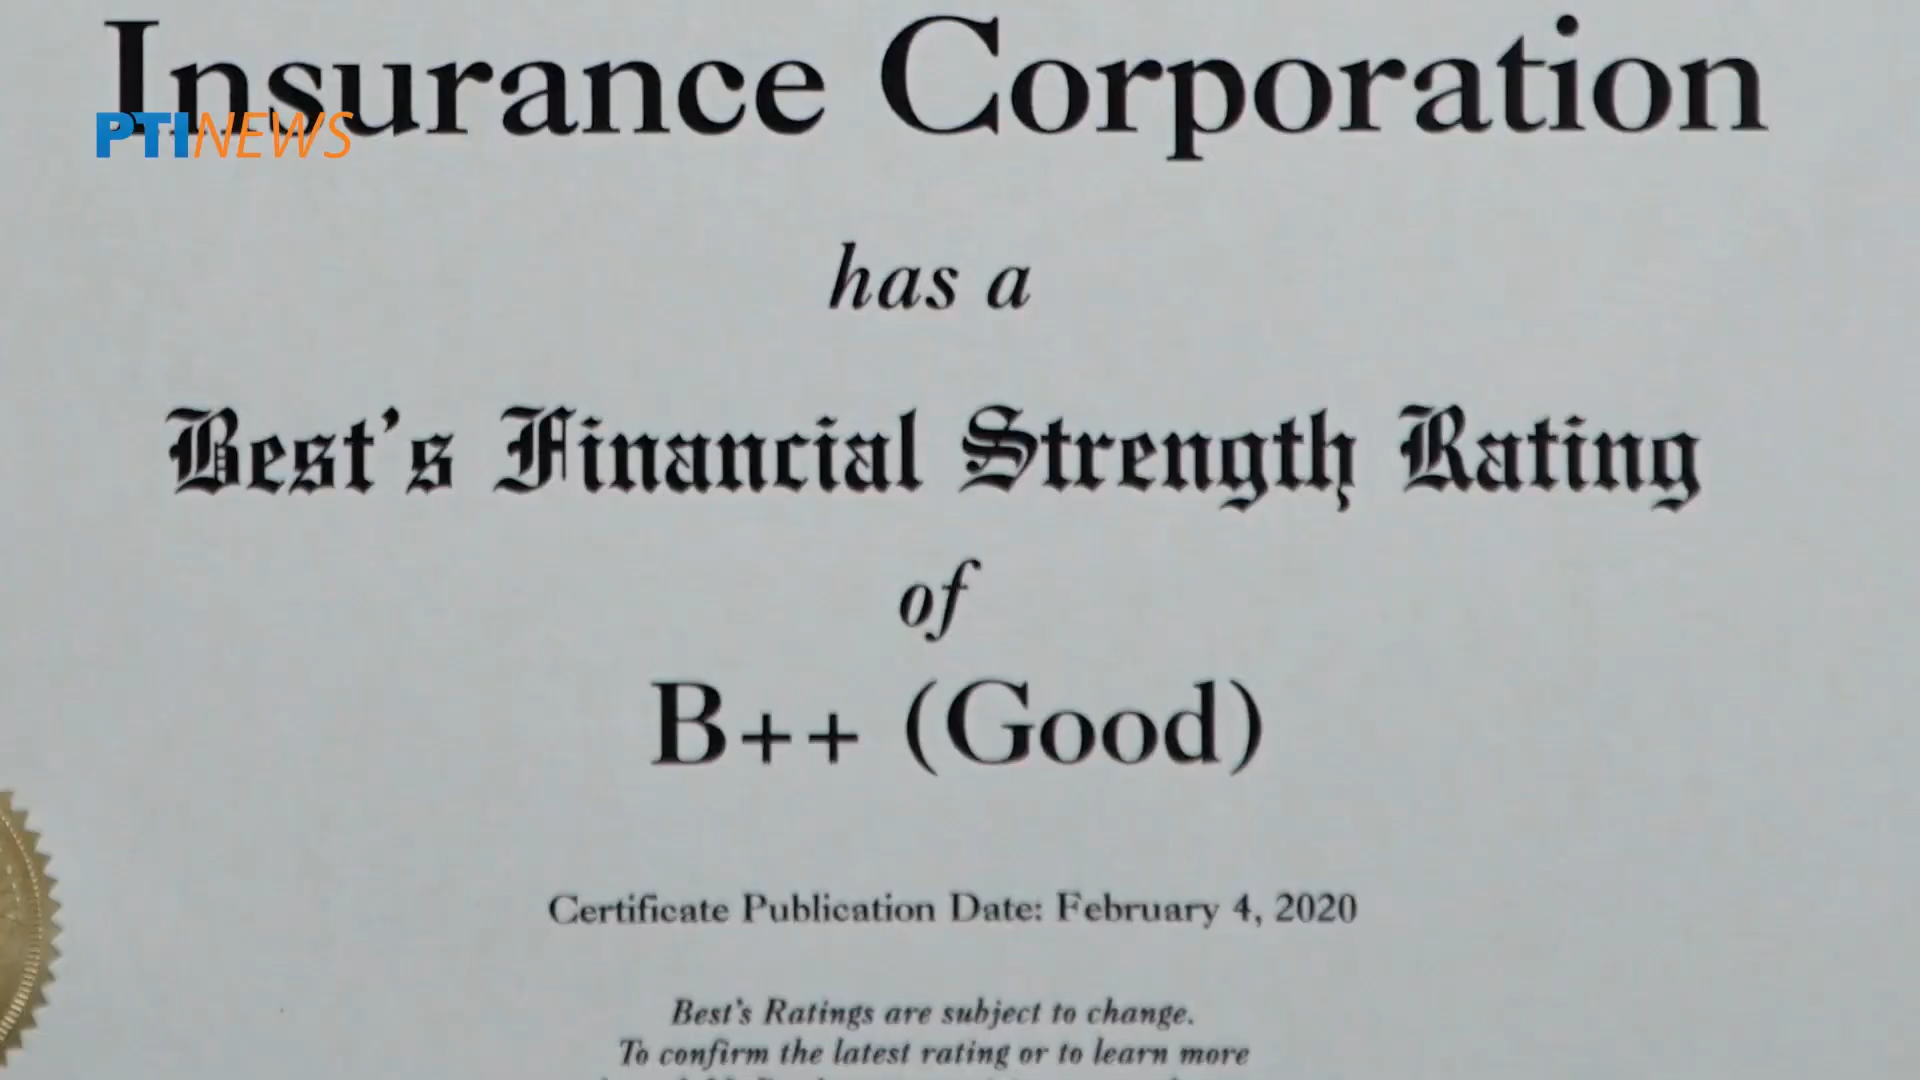 Insurance Corporation
PTINEWS
has a
Best's Financial Strength Rating
of
B++ (Good)
Certificate Publication Date: February 4, 2020
Best's Ratings are subject to change.
To confirm the latest rating or to learn more